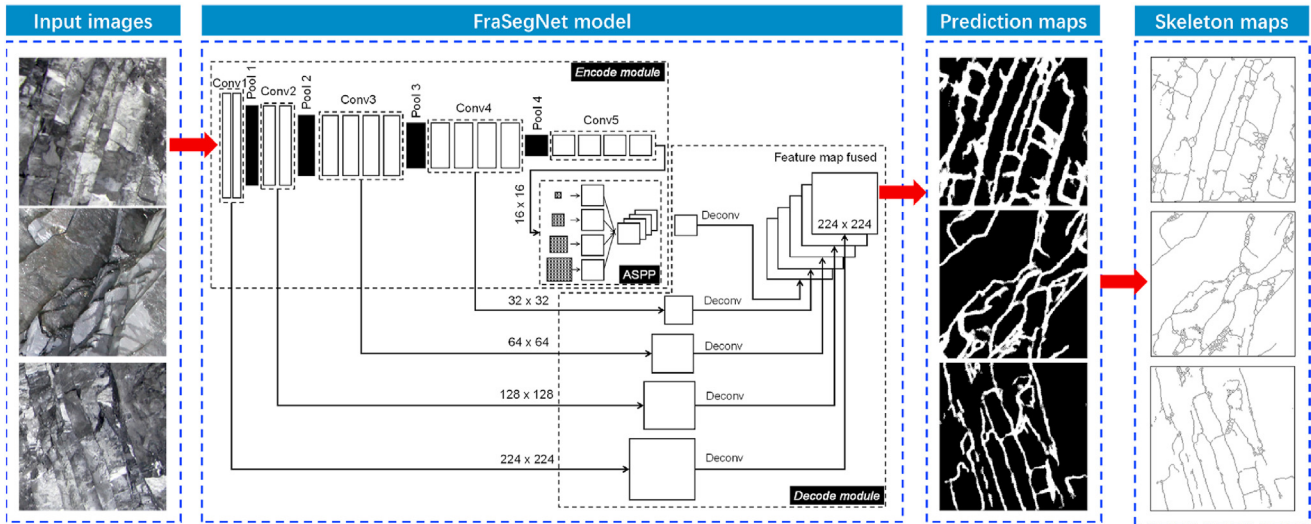 Input images
FraSegNet model
Prediction maps
Skeleton maps
Encode module
Conv1
Pool 1
Conv2
Pool 2
Conv3
Pool 3
Conv4
Pool 4
Conv5
Feature map fused
16 x 16
ASPP
Deconv
224 x 224
32 x 32
Deconv
64 x 64
Deconv
128 x 128
Deconv
224 x 224
Deconv
Decode module